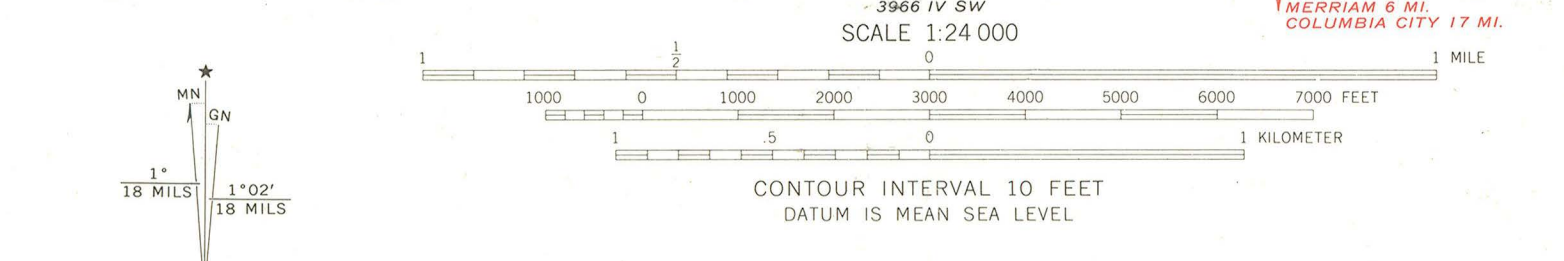 3966 IV SW
SCALE 1:24 000
MERRIAM 6 MI.
COLUMBIA CITY 17 MI.
1 1/2 0 1 MILE
1000 0 1000 2000 3000 4000 5000 6000 7000 FEET
1 .5 0 1 KILOMETER
CONTOUR INTERVAL 10 FEET
DATUM IS MEAN SEA LEVEL
★
MN
GN
1°
18 MILS
1°02′
18 MILS